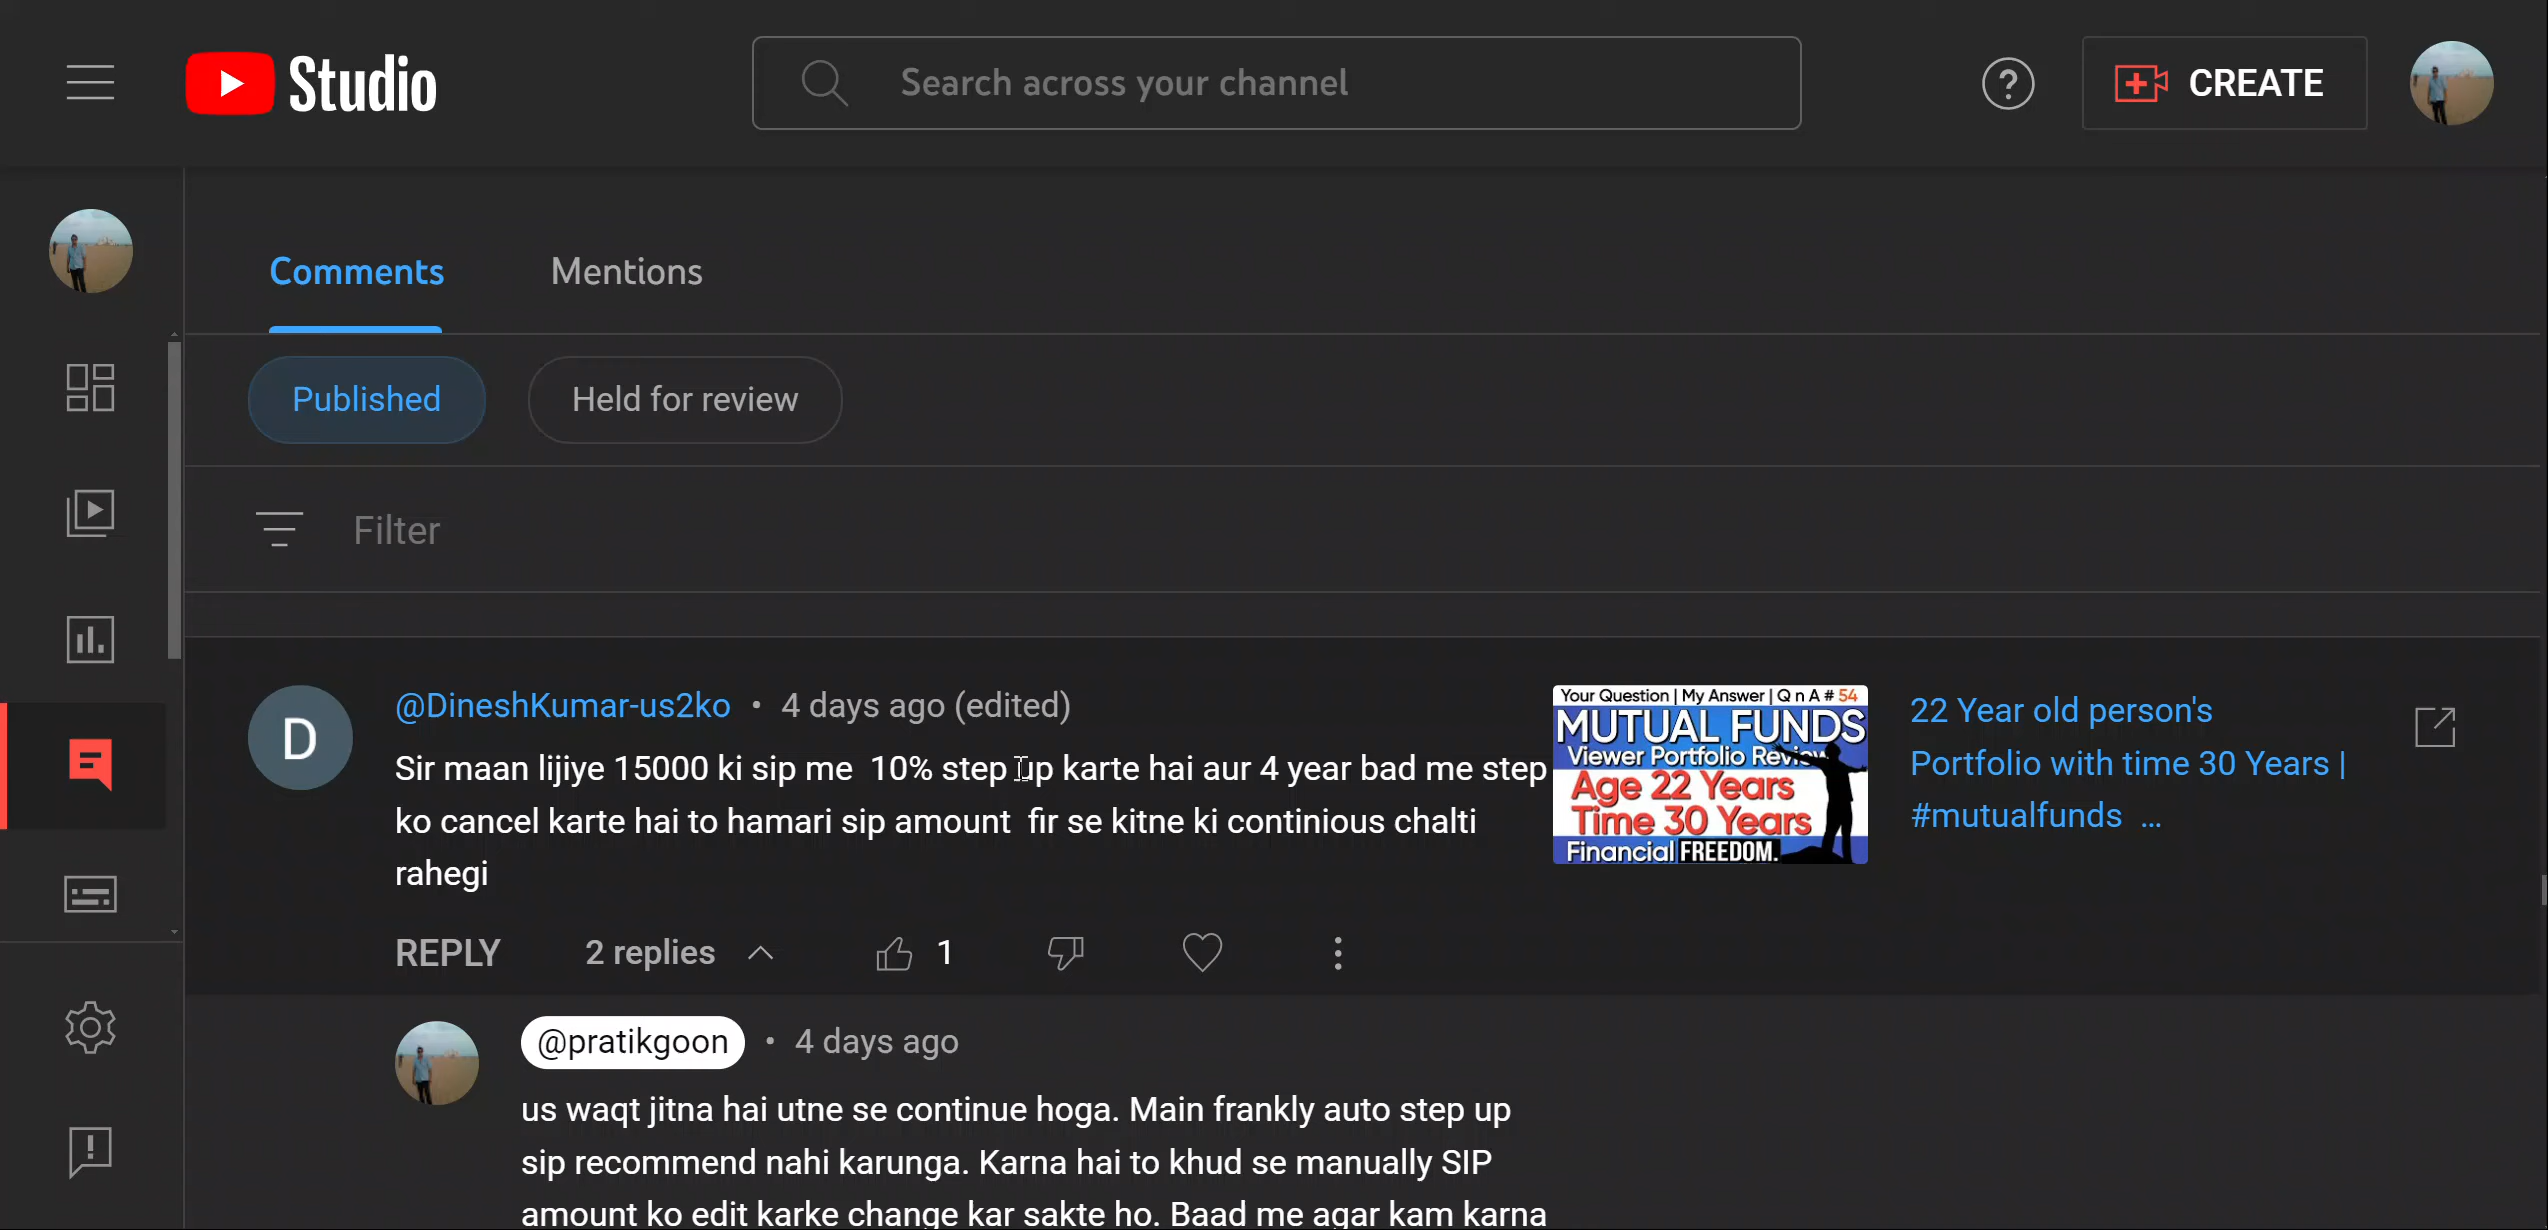 Studio
Search across your channel
CREATE
Comments
Mentions
Published
Held for review
Filter
D
@DineshKumar-us2ko • 4 days ago (edited)
Sir maan lijiye 15000 ki sip me 10% step up karte hai aur 4 year bad me step
ko cancel karte hai to hamari sip amount fir se kitne ki continious chalti
rahegi
Your Question | My Answer | Q n A # 54
MUTUAL FUNDS
Viewer Portfolio Review
Age 22 Years
Time 30 Years
Financial FREEDOM.
22 Year old person's
Portfolio with time 30 Years |
#mutualfunds ...
REPLY
2 replies
1
@pratikgoon • 4 days ago
us waqt jitna hai utne se continue hoga. Main frankly auto step up
sip recommend nahi karunga. Karna hai to khud se manually SIP
amount ko edit karke change kar sakte ho. Baad me agar kam karna